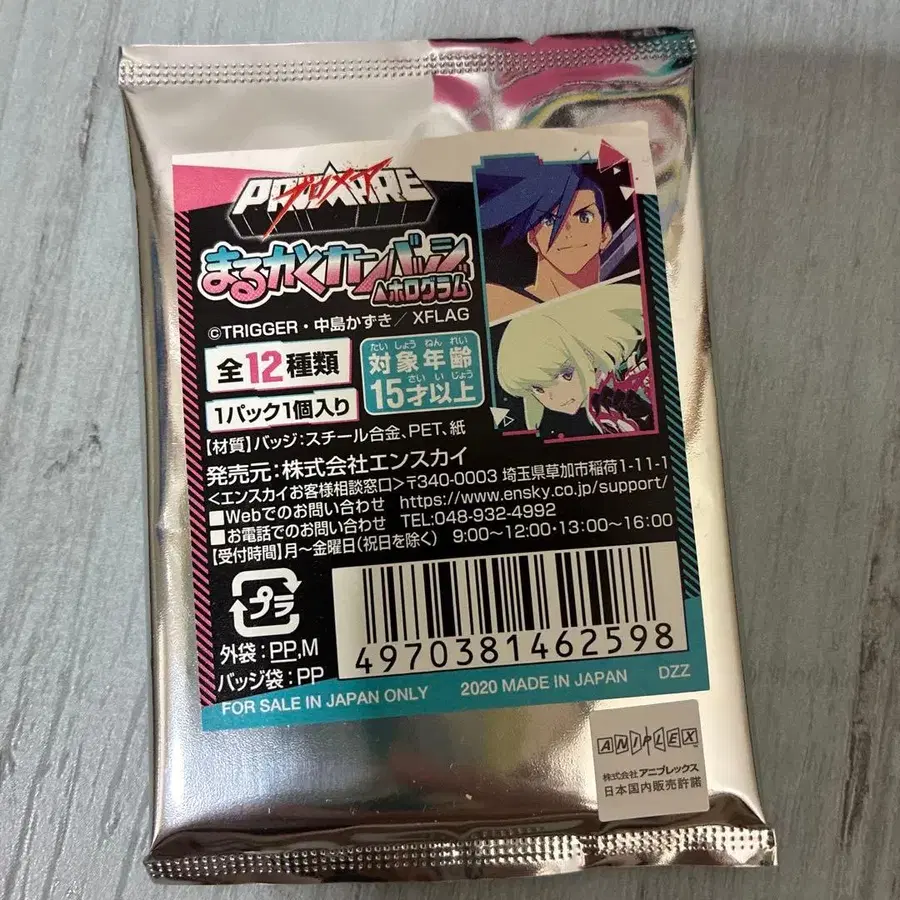 PROMARE
プロメア
まるかくカンバッジ
△ホログラム
©TRIGGER・中島かずき／XFLAG
全12種類
1パック1個入り
たい しょう ねん れい
対象年齢
さい い じょう
15才以上
【材質】バッジ:スチール合金、PET、紙
発売元:株式会社エンスカイ
<エンスカイお客様相談窓口>〒340-0003 埼玉県草加市稲荷1-11-1
■Webでのお問い合わせ https://www.ensky.co.jp/support/
■お電話でのお問い合わせ TEL:048-932-4992
【受付時間】月〜金曜日(祝日を除く) 9:00〜12:00・13:00〜16:00
プラ
外袋:PP,M
バッジ袋:PP
4970381462598
FOR SALE IN JAPAN ONLY 2020 MADE IN JAPAN DZZ
ANIPLEX
株式会社アニプレックス
日本国内販売許諾